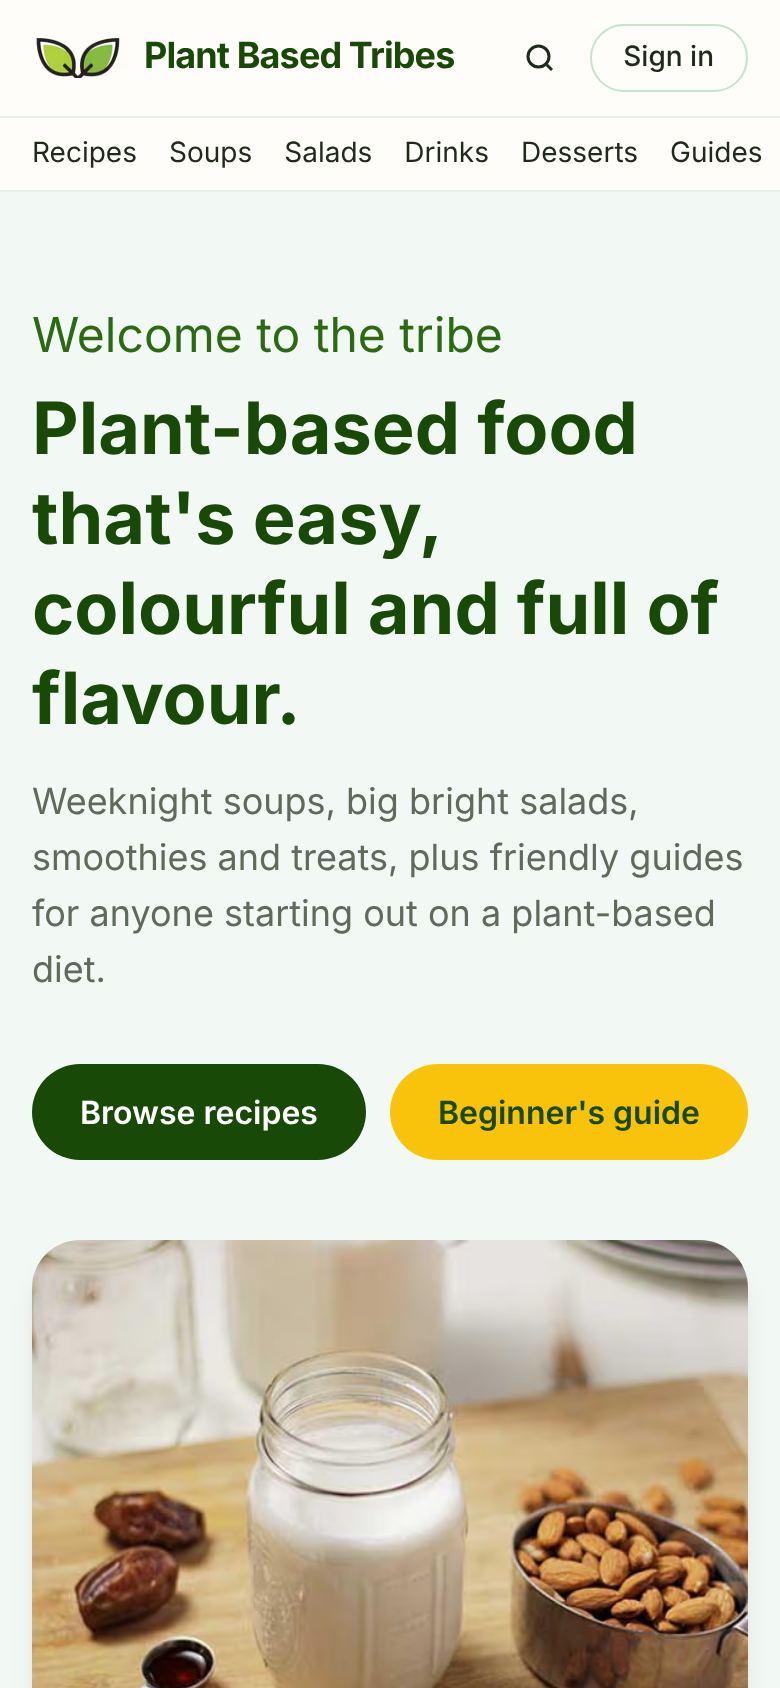 Plant Based Tribes
Sign in
Recipes Soups Salads Drinks Desserts Guides
Welcome to the tribe
Plant-based food
that's easy,
colourful and full of
flavour.
Weeknight soups, big bright salads,
smoothies and treats, plus friendly guides
for anyone starting out on a plant-based
diet.
Browse recipes
Beginner's guide